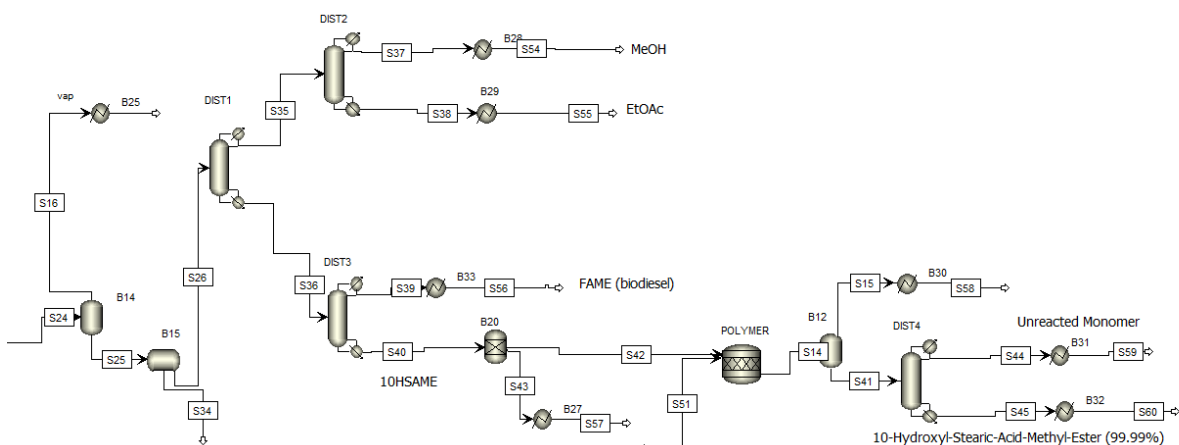 DIST2
S37
B28
S54
MeOH
vap
B25
DIST1
S35
B29
S38
S55
EtOAc
S16
S26
DIST3
S36
S39
B33
S56
FAME (biodiesel)
S15
B30
S58
B14
S24
B12
B15
B20
POLYMER
DIST4
Unreacted Monomer
S25
S40
S42
S14
S44
B31
S59
10HSAME
S43
S41
S34
B27
S57
S51
S45
B32
S60
10-Hydroxyl-Stearic-Acid-Methyl-Ester (99.99%)